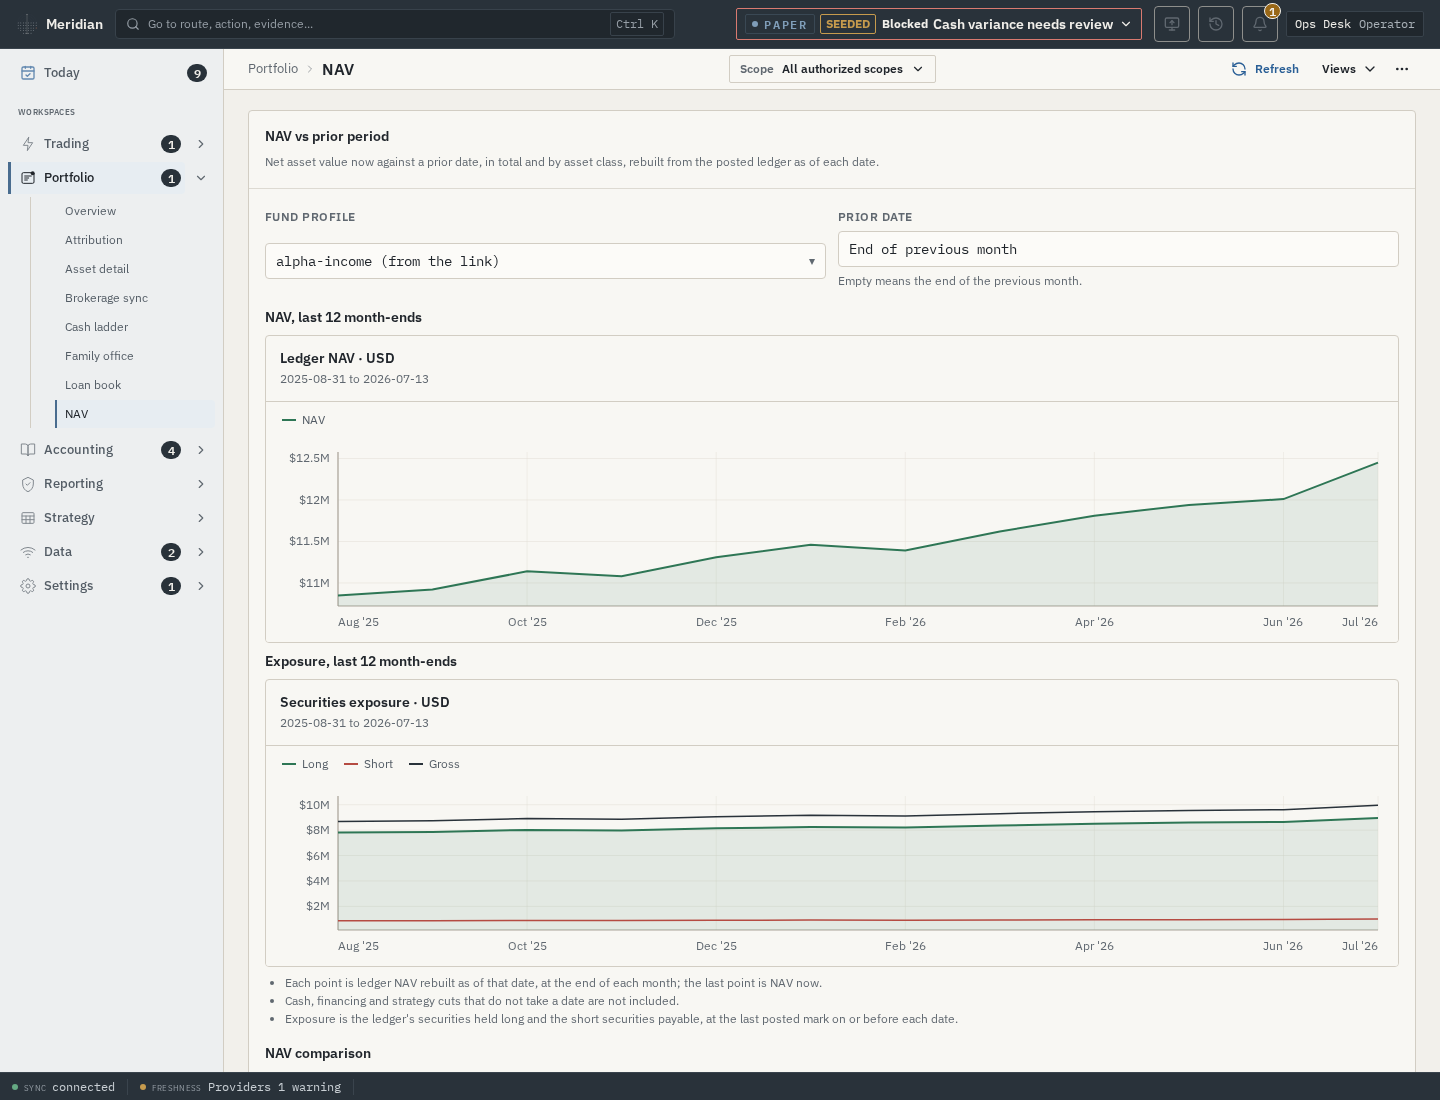 Meridian
Go to route, action, evidence...
Ctrl K
PAPER
SEEDED
Blocked Cash variance needs review
1
Ops Desk Operator
Today
9
WORKSPACES
Trading
1
Portfolio
1
Overview
Attribution
Asset detail
Brokerage sync
Cash ladder
Family office
Loan book
NAV
Accounting
4
Reporting
Strategy
Data
2
Settings
1
Portfolio
NAV
Scope All authorized scopes
Refresh
Views
NAV vs prior period
Net asset value now against a prior date, in total and by asset class, rebuilt from the posted ledger as of each date.
FUND PROFILE
alpha-income (from the link)
PRIOR DATE
End of previous month
Empty means the end of the previous month.
NAV, last 12 month-ends
Ledger NAV · USD
2025-08-31 to 2026-07-13
NAV
$12.5M
$12M
$11.5M
$11M
Aug '25 Oct '25 Dec '25 Feb '26 Apr '26 Jun '26 Jul '26
Exposure, last 12 month-ends
Securities exposure · USD
2025-08-31 to 2026-07-13
Long Short Gross
$10M
$8M
$6M
$4M
$2M
Aug '25 Oct '25 Dec '25 Feb '26 Apr '26 Jun '26 Jul '26
• Each point is ledger NAV rebuilt as of that date, at the end of each month; the last point is NAV now.
• Cash, financing and strategy cuts that do not take a date are not included.
• Exposure is the ledger's securities held long and the short securities payable, at the last posted mark on or before each date.
NAV comparison
SYNC connected
FRESHNESS Providers 1 warning